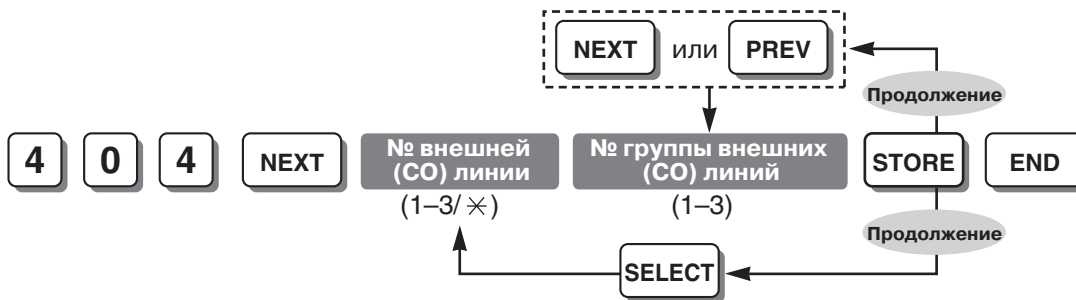 NEXT или PREV
Продолжение
4 0 4 NEXT № внешней (CO) линии № группы внешних (CO) линий STORE END
(1–3/✳) (1–3)
Продолжение
SELECT